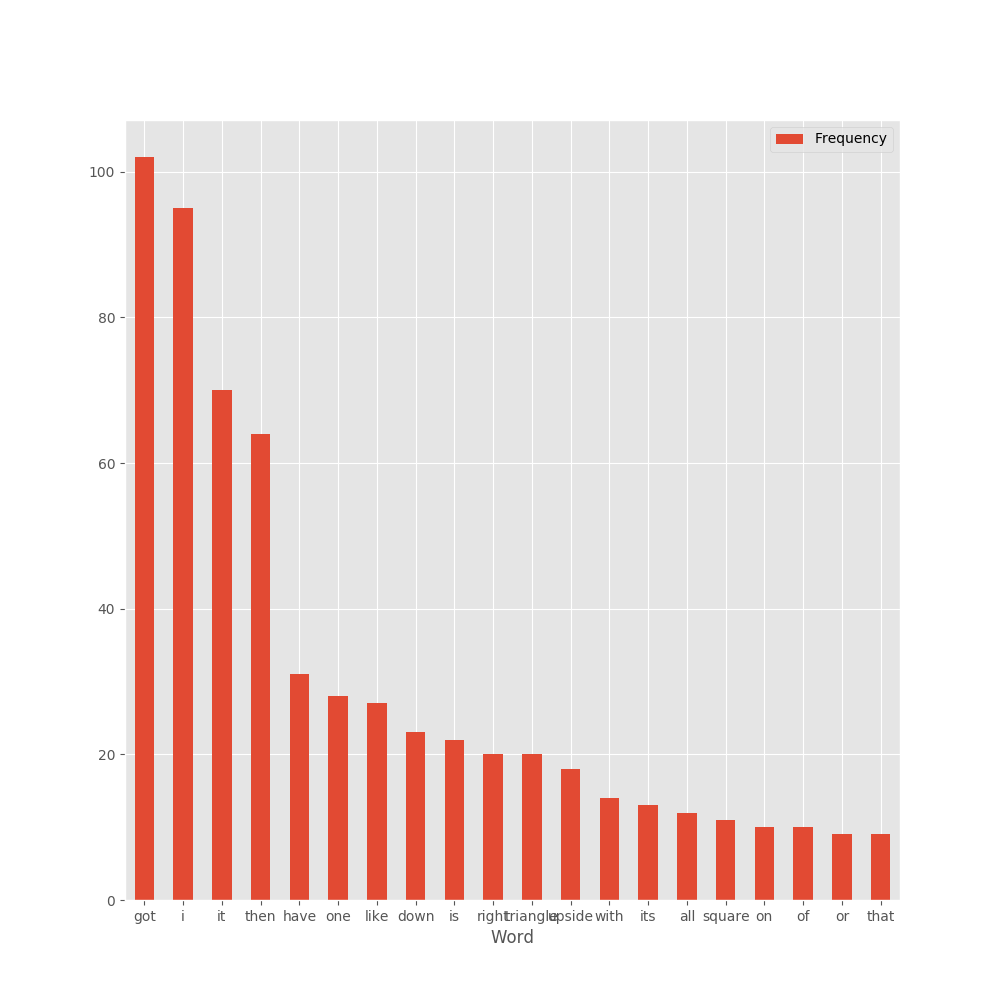 Frequency
100
80
60
40
20
0
got i it then have one like down is right triangle upside with its all square on of or that
Word